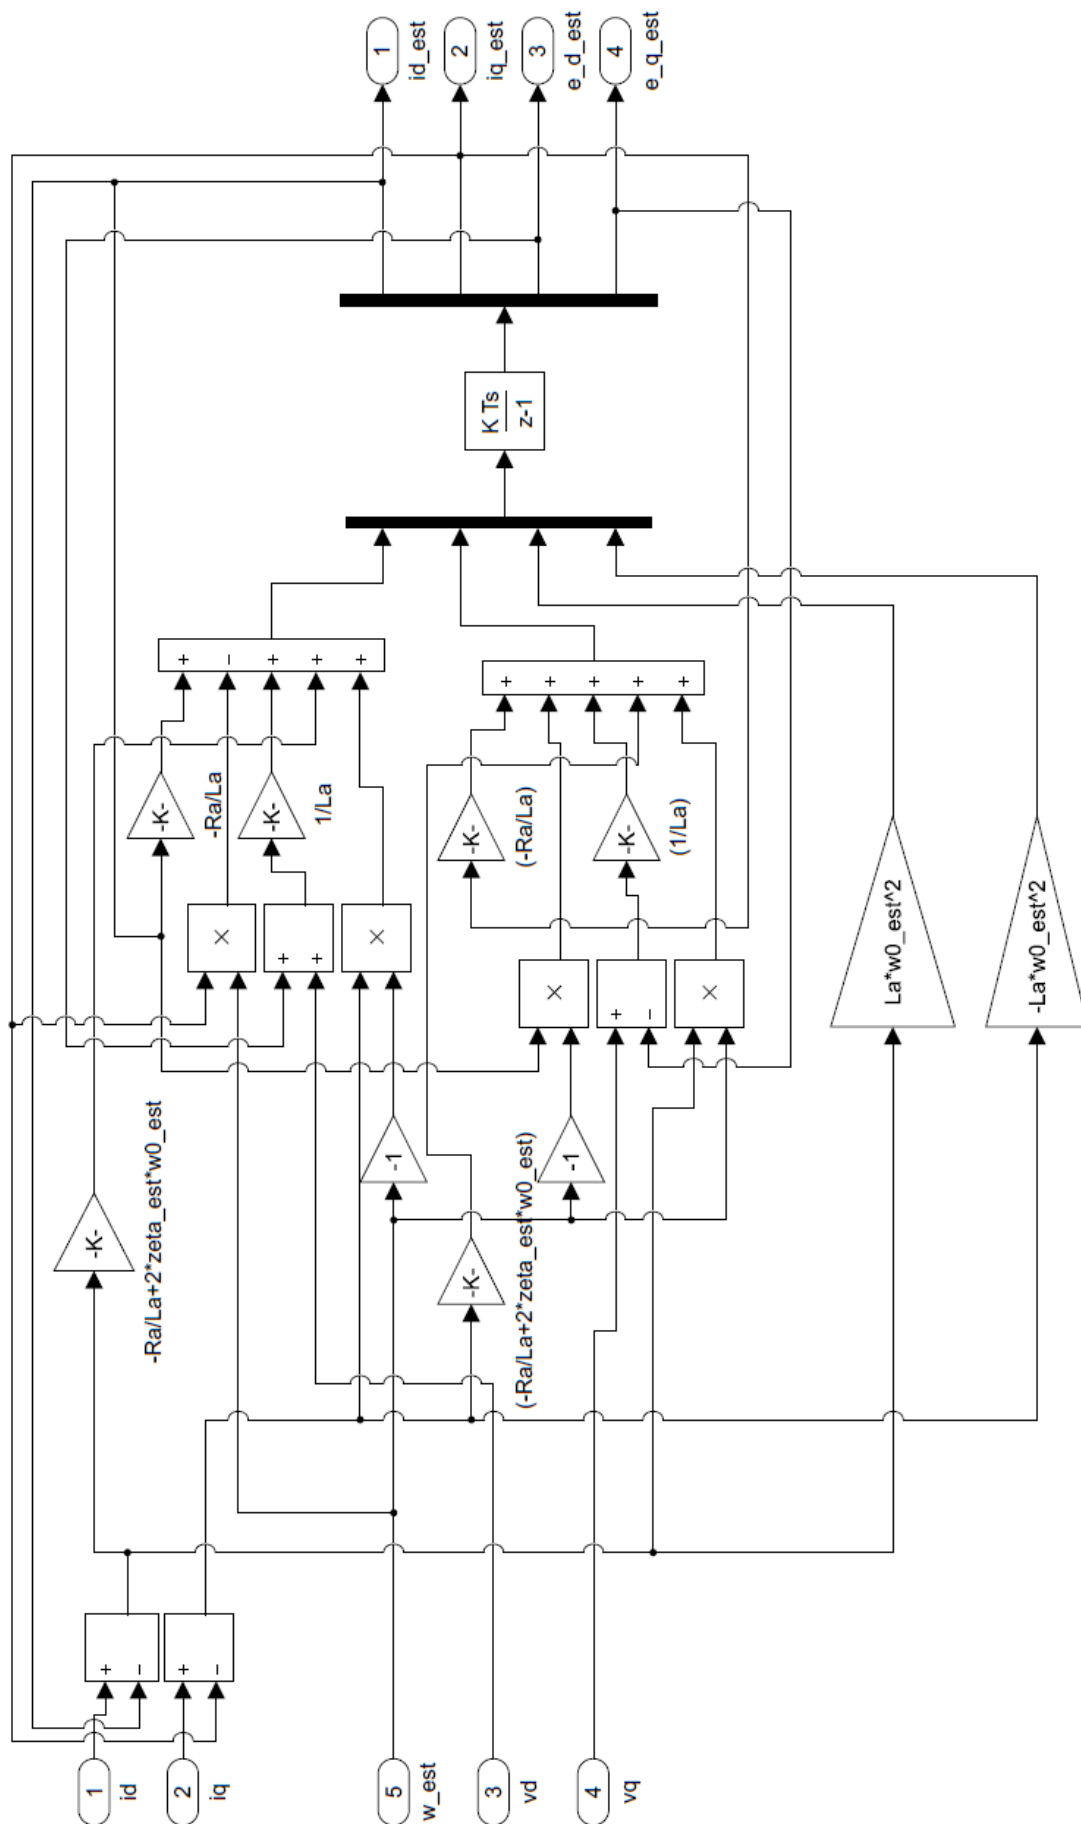 1
id
2
iq
5
w_est
3
vd
4
vq
+
−
+
−
-K-
-Ra/La+2*zeta_est*w0_est
-1
-K-
(-Ra/La+2*zeta_est*w0_est)
-1
×
+
+
×
×
+
−
×
La*w0_est^2
-La*w0_est^2
-K-
-Ra/La
-K-
1/La
-K-
(-Ra/La)
-K-
(1/La)
+
−
+
+
+
+
+
+
+
+
K Ts
z-1
1
id_est
2
iq_est
3
e_d_est
4
e_q_est